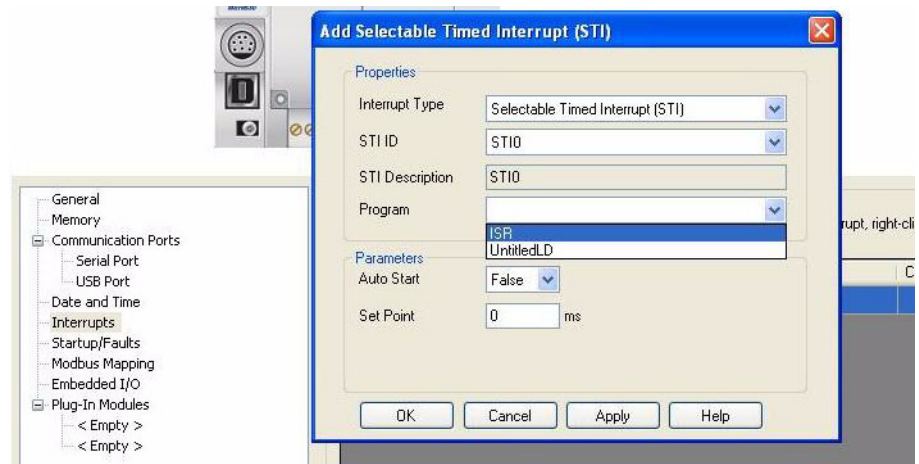 Add Selectable Timed Interrupt (STI)
Properties
Interrupt Type
Selectable Timed Interrupt (STI)
STI ID
STI0
STI Description
STI0
Program
ISR
UntitledLD
Parameters
Auto Start
False
Set Point
0
ms
OK
Cancel
Apply
Help
General
Memory
Communication Ports
Serial Port
USB Port
Date and Time
Interrupts
Startup/Faults
Modbus Mapping
Embedded I/O
Plug-In Modules
< Empty >
< Empty >
rupt, right-cli
C